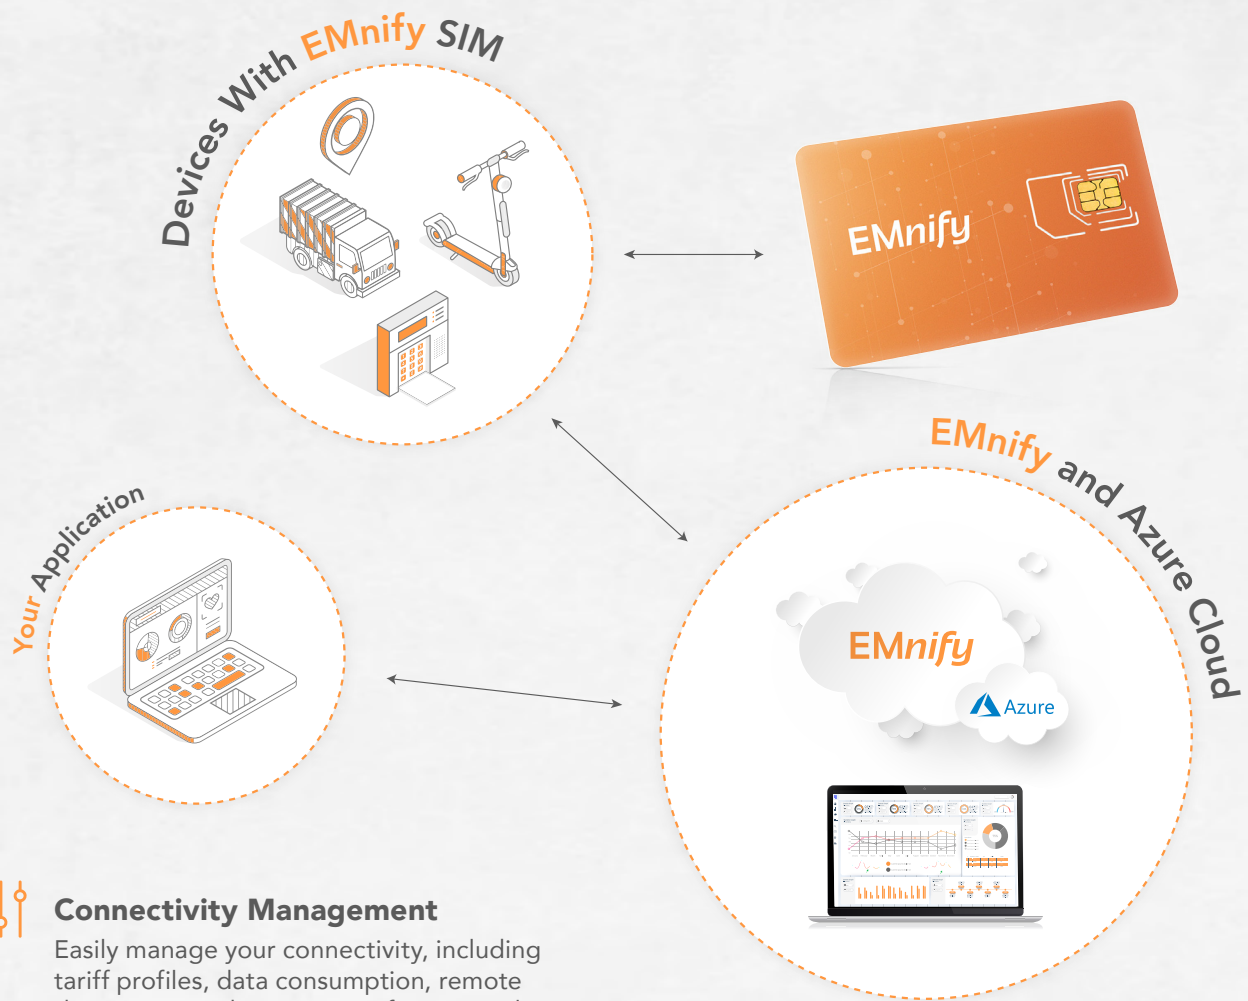 Devices With EMnify SIM
EMnify
EMnify and Azure Cloud
Your Application
EMnify
Azure
Connectivity Management
Easily manage your connectivity, including
tariff profiles, data consumption, remote